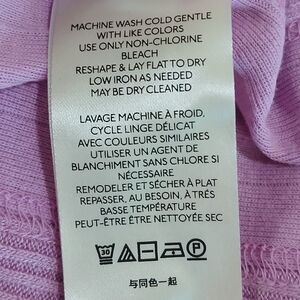 MACHINE WASH COLD GENTLE
WITH LIKE COLORS
USE ONLY NON-CHLORINE
BLEACH
RESHAPE & LAY FLAT TO DRY
LOW IRON AS NEEDED
MAY BE DRY CLEANED
LAVAGE MACHINE À FROID,
CYCLE LINGE DÉLICAT
AVEC COULEURS SIMILAIRES
UTILISER UN AGENT DE
BLANCHIMENT SANS CHLORE SI
NÉCESSAIRE
REMODELER ET SÉCHER À PLAT
REPASSER, AU BESOIN, À TRÉS
BASSE TEMPÉRATURE
PEUT-ÊTRE ÊTRE NETTOYÉE SEC
30 P
与同色一起